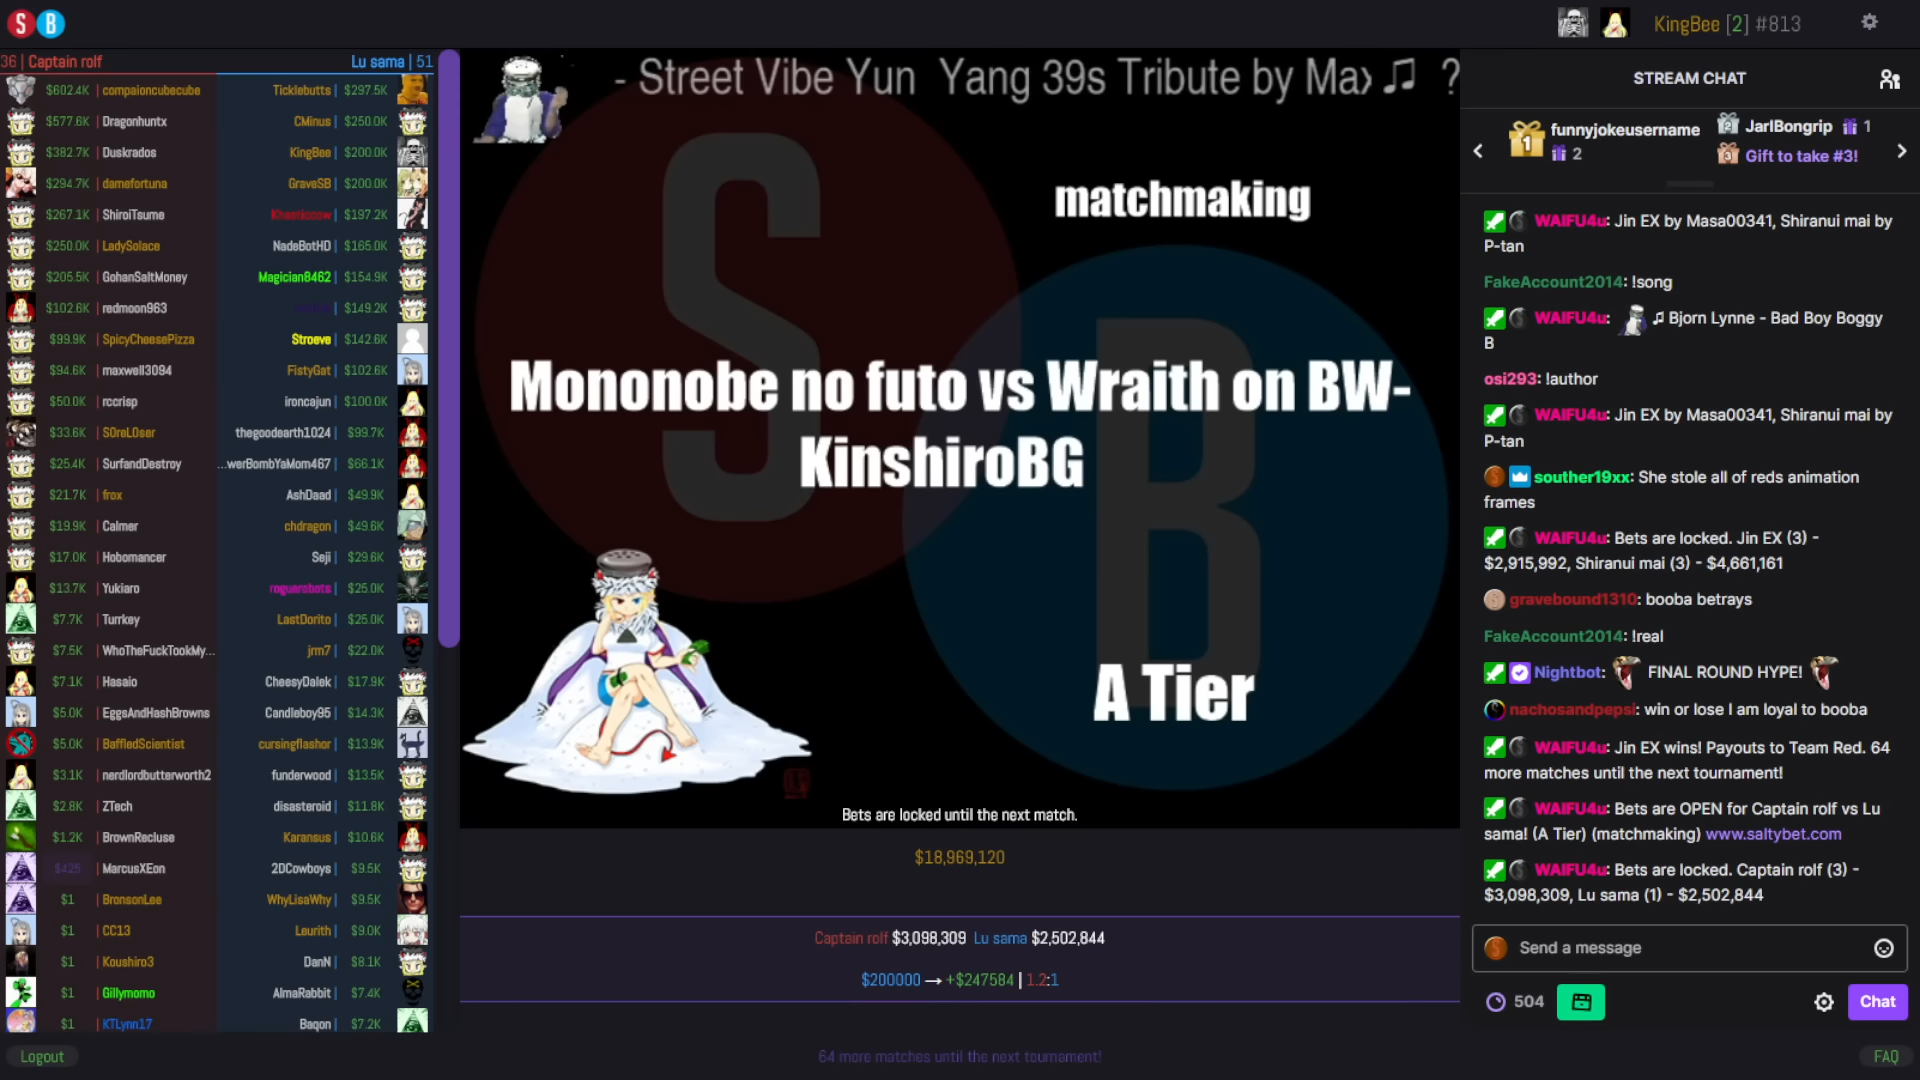 S B
KingBee [2] #813
36 | Captain rolf
Lu sama | 51
$602.4K | compaioncubecube
Ticklebutts | $297.5K
$577.6K | Dragonhuntx
CMinus | $250.0K
$382.7K | Duskrados
KingBee | $200.0K
$294.7K | damefortuna
GravaSB | $200.0K
$267.1K | ShiroiTsume
| $197.2K
$250.0K | LadySolace
NadeBotHD | $165.0K
$205.5K | GohanSaltMoney
Magician8462 | $154.9K
$102.6K | redmoon963
| $149.2K
$99.9K | SpicyCheesePizza
Stroeve | $142.6K
$94.6K | maxwell3094
FistyGat | $102.6K
$50.0K | rccrisp
ironcajun | $100.0K
$33.6K | S0reL0ser
thegoodearth1024 | $99.7K
$25.4K | SurfandDestroy
...werBombYaMom467 | $66.1K
$21.7K | frox
AshDaad | $49.9K
$19.9K | Calmer
chdragon | $49.6K
$17.0K | Hobomancer
Seji | $29.6K
$13.7K | Yukiaro
roguerobots | $25.0K
$7.7K | Turrkey
LastDorito | $25.0K
$7.5K | WhoTheFuckTookMy...
jrm7 | $22.0K
$7.1K | Hasaio
CheesyDalek | $17.9K
$5.0K | EggsAndHashBrowns
Candleboy95 | $14.3K
$5.0K | BaffledScientist
cursingflashor | $13.9K
$3.1K | nerdlordbutterworth2
funderwood | $13.5K
$2.8K | ZTech
disasteroid | $11.8K
$1.2K | BrownRecluse
Karansus | $10.6K
$425 | MarcusXEon
2DCowboys | $9.5K
$1 | BronsonLee
WhyLisaWhy | $9.5K
$1 | CC13
Leurith | $9.0K
$1 | Koushiro3
DanN | $8.1K
$1 | Gillymomo
AlmaRabbit | $7.4K
$1 | KTLynn17
Baqon | $7.2K
Logout
- Street Vibe Yun Yang 39s Tribute by Max ♫ ?
matchmaking
S B
Mononobe no futo vs Wraith on BW-
KinshiroBG
A Tier
Bets are locked until the next match.
$18,969,120
Captain rolf $3,098,309 Lu sama $2,502,844
$200000 → +$247584 | 1.2:1
64 more matches until the next tournament!
STREAM CHAT
1 funnyjokeusername
2
2 JarlBongrip 1
3 Gift to take #3!
WAIFU4u: Jin EX by Masa00341, Shiranui mai by
P-tan
FakeAccount2014: !song
WAIFU4u: ♫ Bjorn Lynne - Bad Boy Boggy
B
osi293: !author
WAIFU4u: Jin EX by Masa00341, Shiranui mai by
P-tan
souther19xx: She stole all of reds animation
frames
WAIFU4u: Bets are locked. Jin EX (3) -
$2,915,992, Shiranui mai (3) - $4,661,161
gravebound1310: booba betrays
FakeAccount2014: !real
Nightbot: FINAL ROUND HYPE!
nachosandpepsi: win or lose I am loyal to booba
WAIFU4u: Jin EX wins! Payouts to Team Red. 64
more matches until the next tournament!
WAIFU4u: Bets are OPEN for Captain rolf vs Lu
sama! (A Tier) (matchmaking) www.saltybet.com
WAIFU4u: Bets are locked. Captain rolf (3) -
$3,098,309, Lu sama (1) - $2,502,844
S Send a message
504
Chat
FAQ